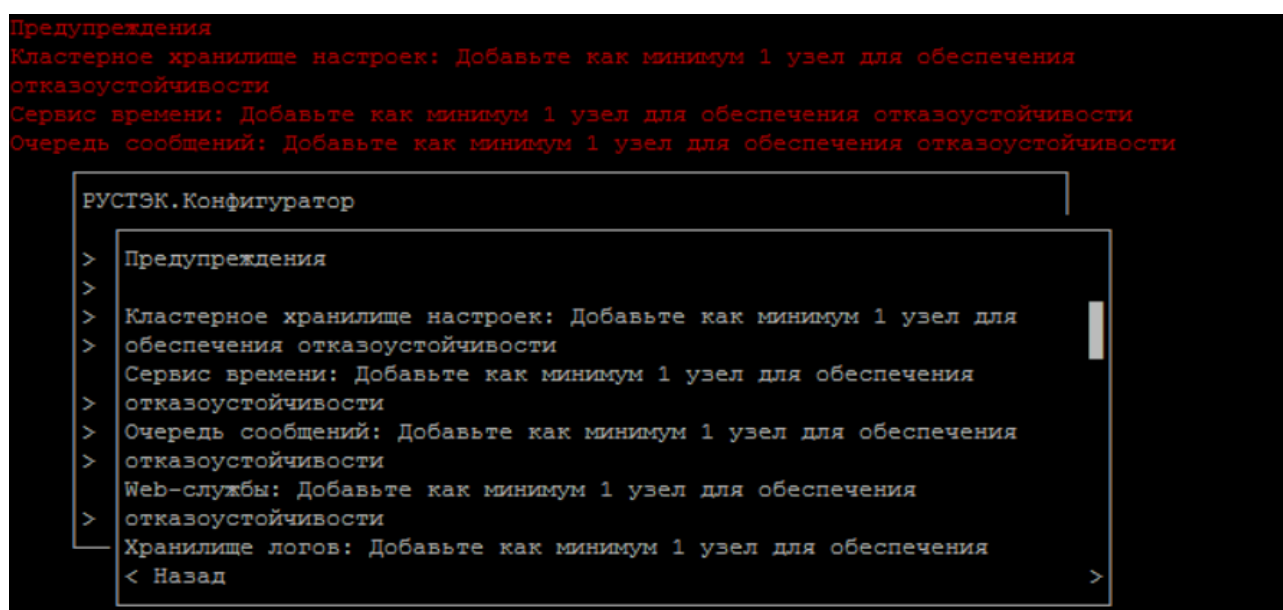 Предупреждения
Кластерное хранилище настроек: Добавьте как минимум 1 узел для обеспечения
отказоустойчивости
Сервис времени: Добавьте как минимум 1 узел для обеспечения отказоустойчивости
Очередь сообщений: Добавьте как минимум 1 узел для обеспечения отказоустойчивости
РУСТЭК.Конфигуратор
> Предупреждения
>
> Кластерное хранилище настроек: Добавьте как минимум 1 узел для
> обеспечения отказоустойчивости
Сервис времени: Добавьте как минимум 1 узел для обеспечения
> отказоустойчивости
> Очередь сообщений: Добавьте как минимум 1 узел для обеспечения
> отказоустойчивости
Web-службы: Добавьте как минимум 1 узел для обеспечения
> отказоустойчивости
Хранилище логов: Добавьте как минимум 1 узел для обеспечения
< Назад >